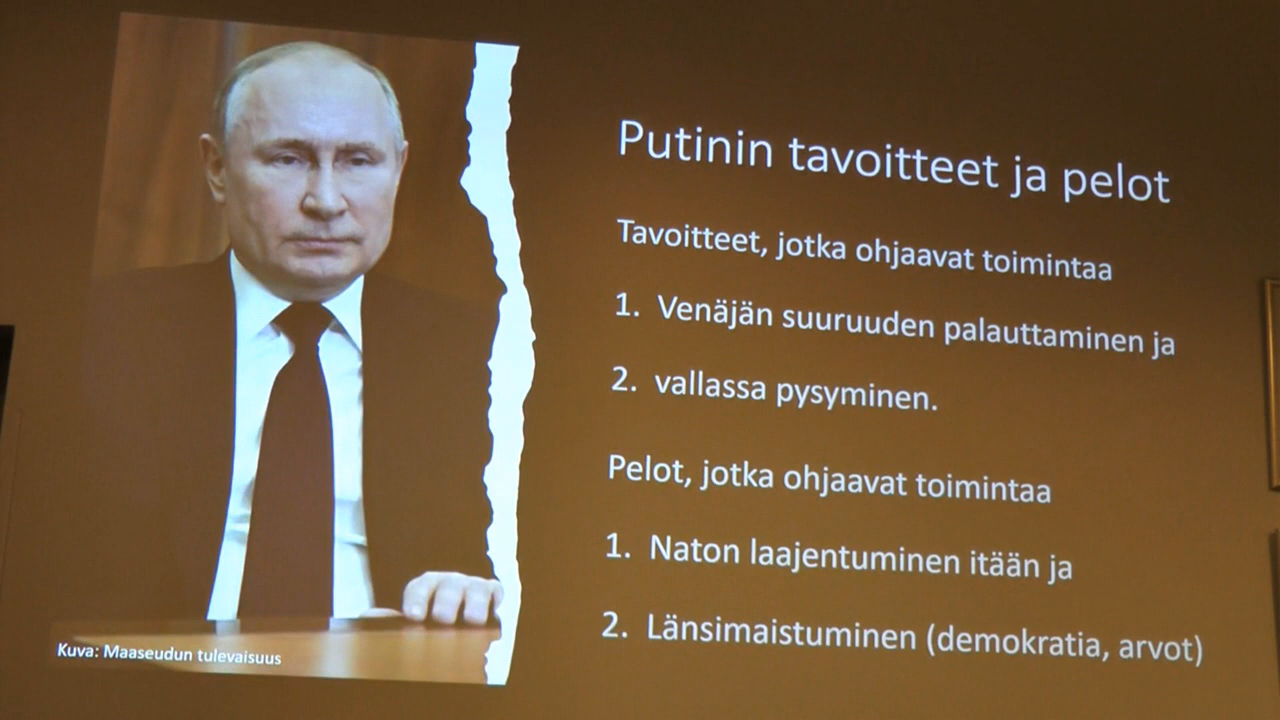 Putinin tavoitteet ja pelot
Tavoitteet, jotka ohjaavat toimintaa
1. Venäjän suuruuden palauttaminen ja
2. vallassa pysyminen.
Pelot, jotka ohjaavat toimintaa
1. Naton laajentuminen itään ja
2. Länsimaistuminen (demokratia, arvot)
Kuva: Maaseudun tulevaisuus